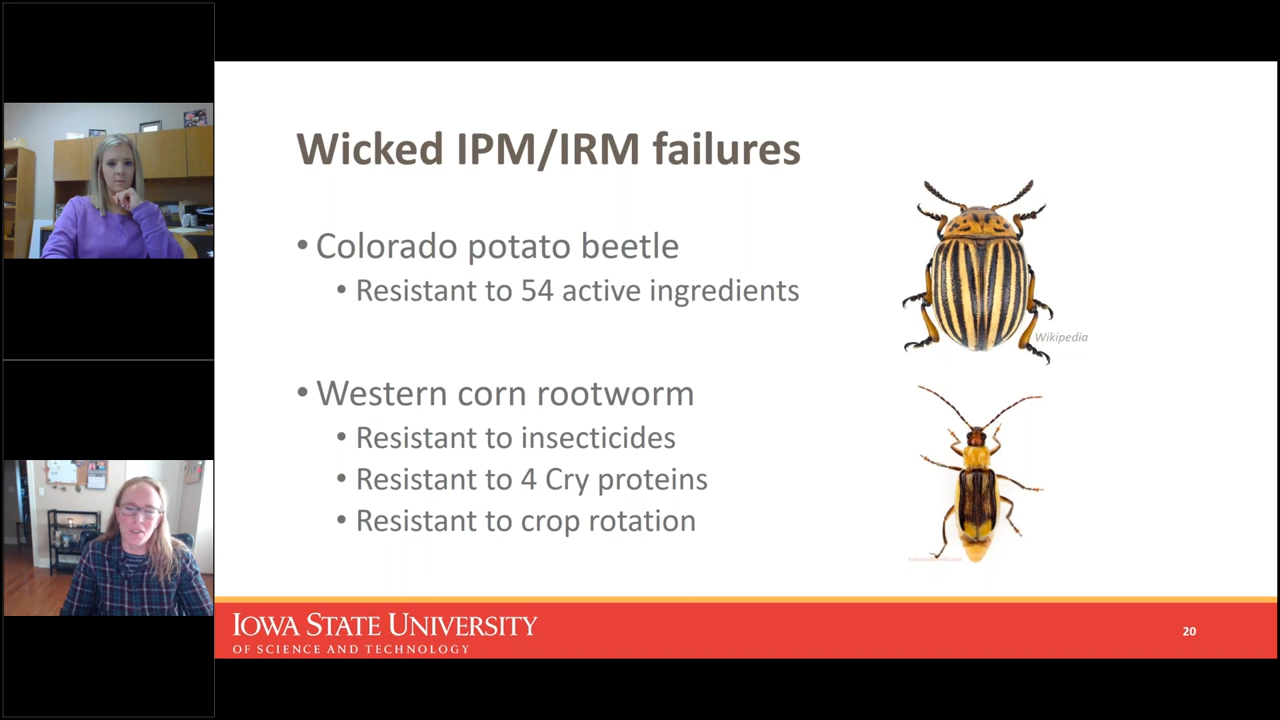 Wicked IPM/IRM failures
• Colorado potato beetle
• Resistant to 54 active ingredients
Wikipedia
• Western corn rootworm
• Resistant to insecticides
• Resistant to 4 Cry proteins
• Resistant to crop rotation
IOWA STATE UNIVERSITY
OF SCIENCE AND TECHNOLOGY
20